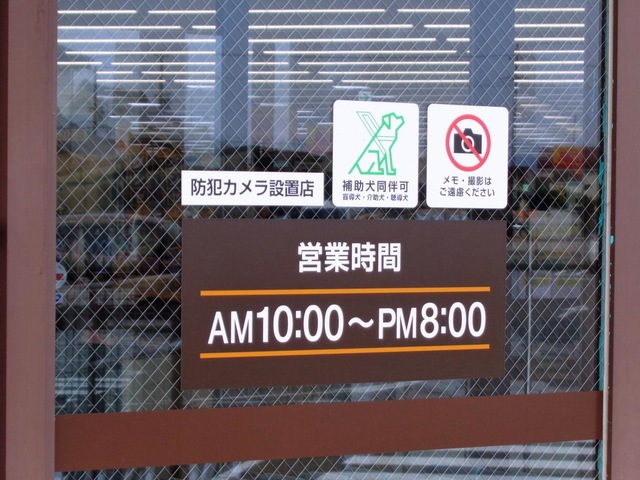 防犯カメラ設置店
補助犬同伴可
盲導犬・介助犬・聴導犬
メモ・撮影は
ご遠慮ください
営業時間
AM10:00～PM8:00